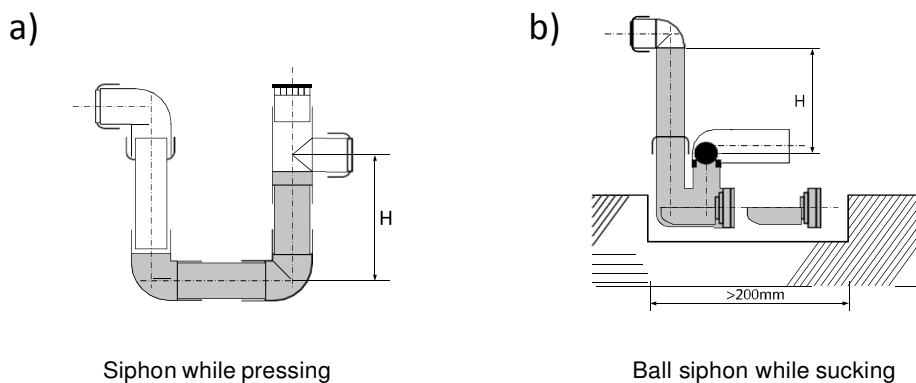 a)
b)
H
H
>200mm
Siphon while pressing
Ball siphon while sucking